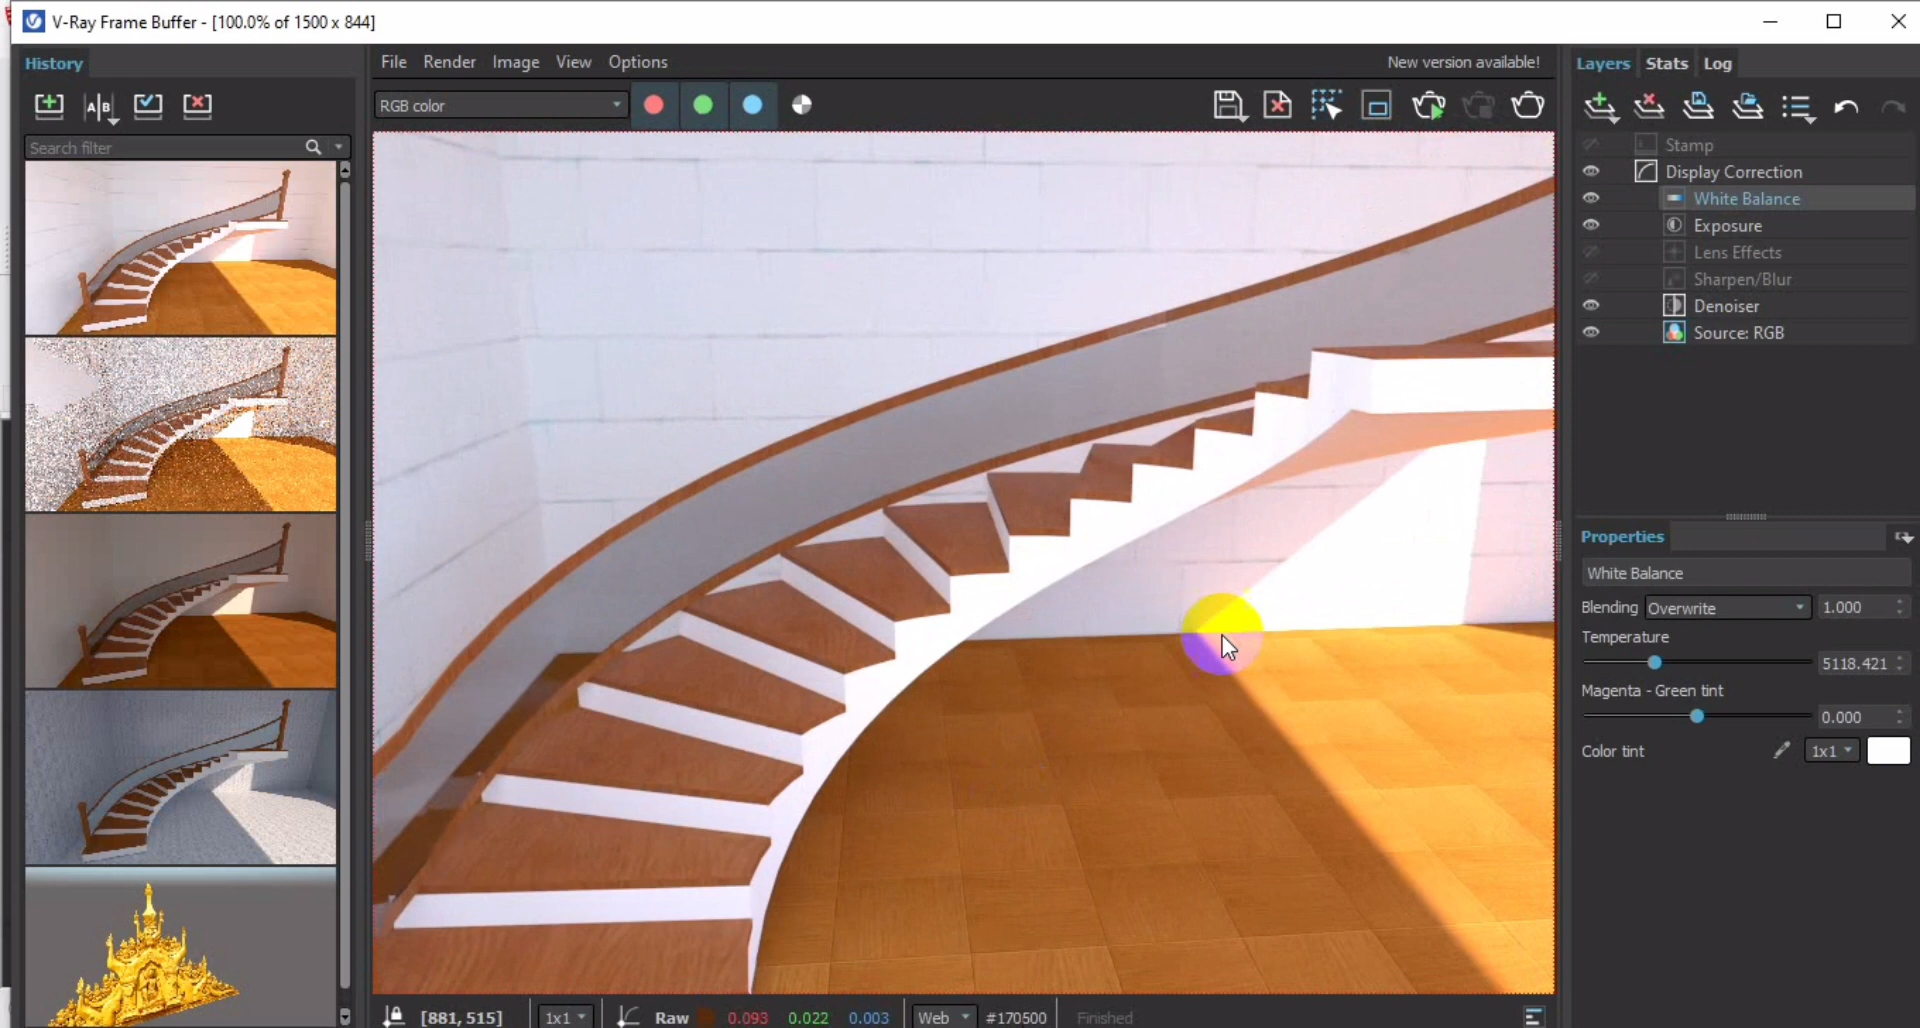 V-Ray Frame Buffer - [100.0% of 1500 x 844]
History
File Render Image View Options
New version available!
Layers Stats Log
A B
RGB color
Search filter
Stamp
Display Correction
White Balance
Exposure
Lens Effects
Sharpen/Blur
Denoiser
Source: RGB
Properties
White Balance
Blending Overwrite 1.000
Temperature
5118.421
Magenta - Green tint
0.000
Color tint 1x1
[881, 515] 1x1 Raw 0.093 0.022 0.003 Web #170500 Finished